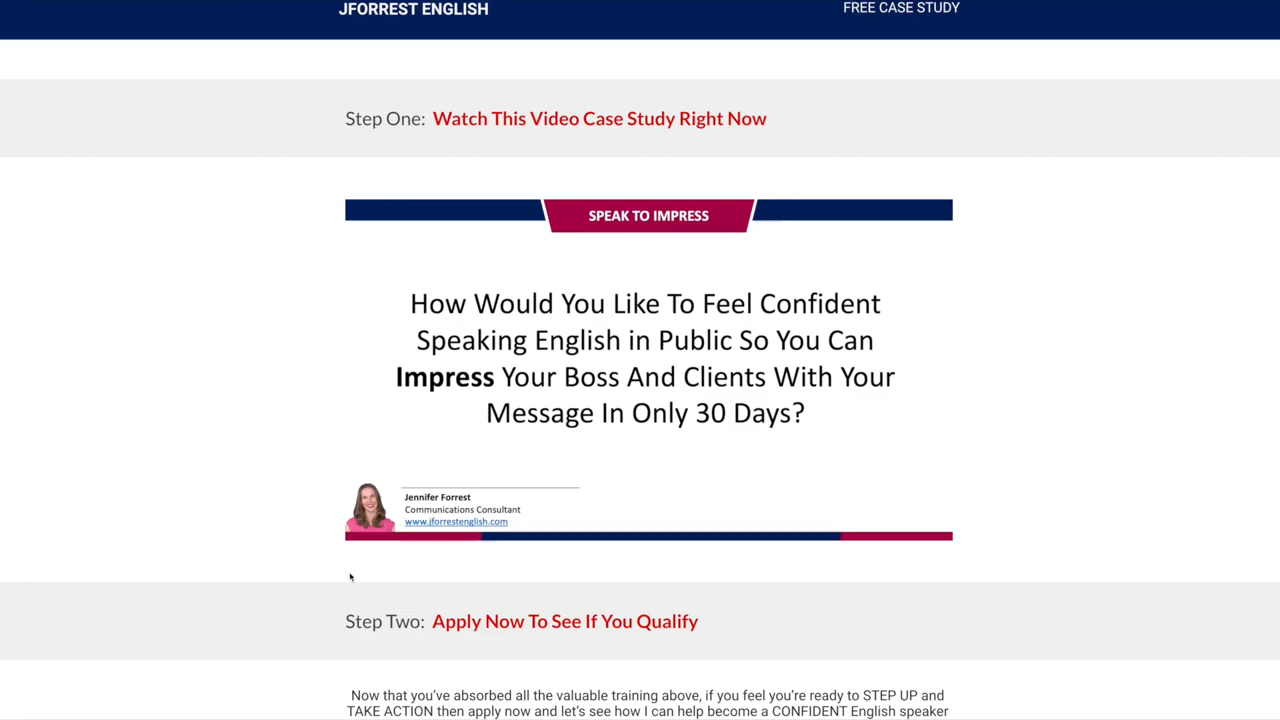 JFORREST ENGLISH
FREE CASE STUDY
Step One: Watch This Video Case Study Right Now
SPEAK TO IMPRESS
How Would You Like To Feel Confident
Speaking English in Public So You Can
Impress Your Boss And Clients With Your
Message In Only 30 Days?
Jennifer Forrest
Communications Consultant
www.jforrestenglish.com
Step Two: Apply Now To See If You Qualify
Now that you’ve absorbed all the valuable training above, if you feel you’re ready to STEP UP and
TAKE ACTION then apply now and let’s see how I can help become a CONFIDENT English speaker